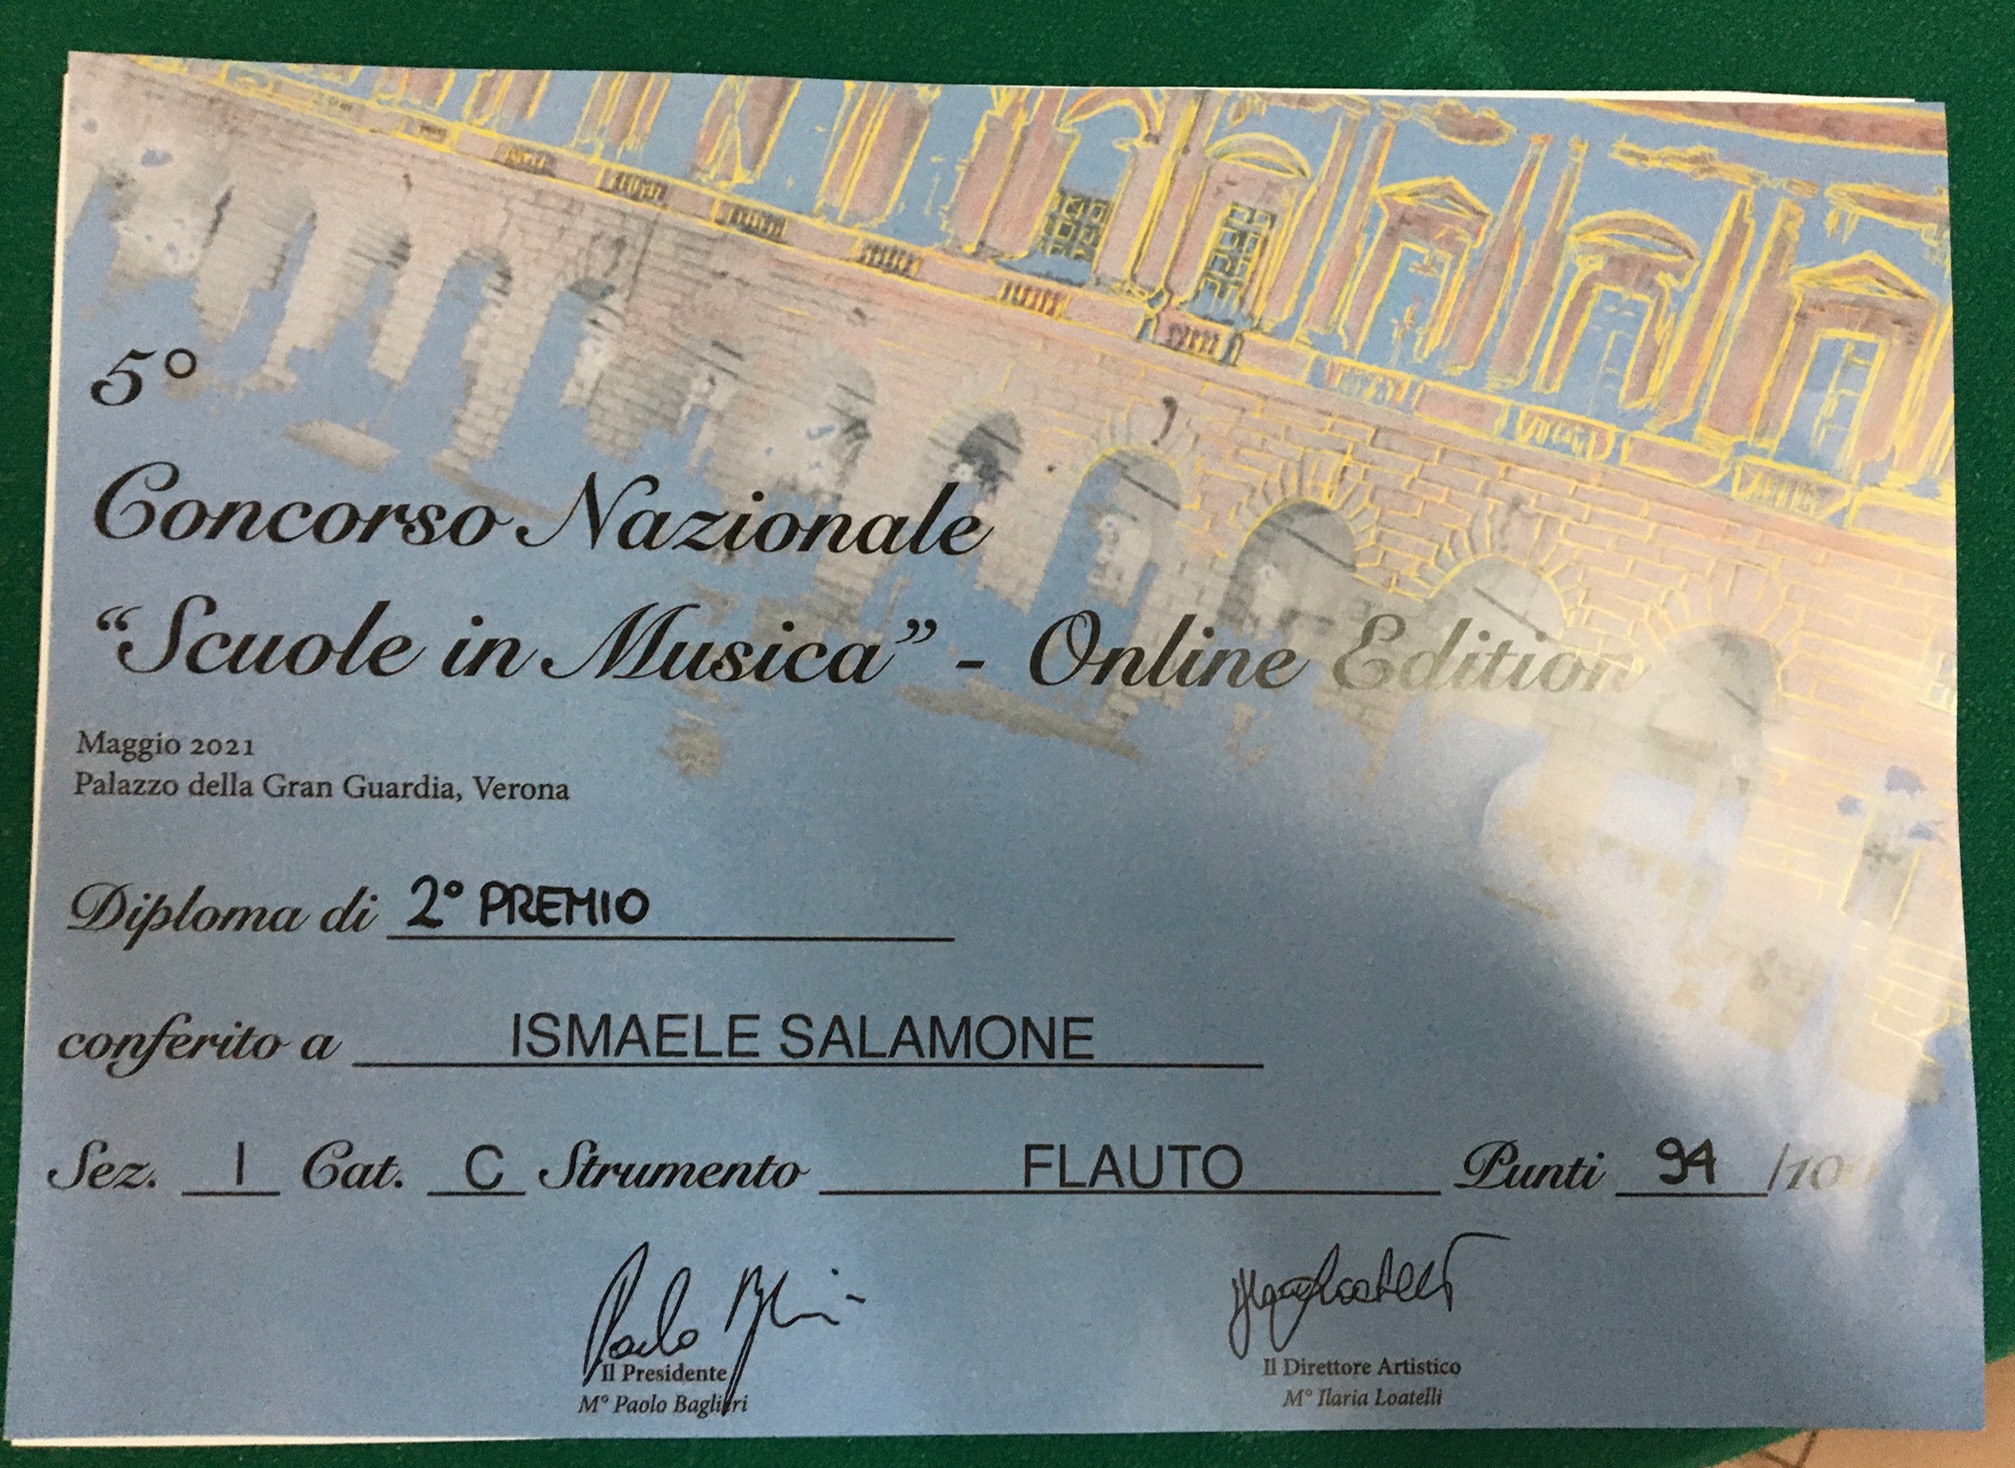 5°
Concorso Nazionale
“Scuole in Musica” - Online Edition
Maggio 2021
Palazzo della Gran Guardia, Verona
Diploma di 2° PREMIO
conferito a ISMAELE SALAMONE
Sez. I Cat. C Strumento FLAUTO Punti 94 /100
Il Presidente
M° Paolo Baglieri
Il Direttore Artistico
M° Ilaria Loatelli